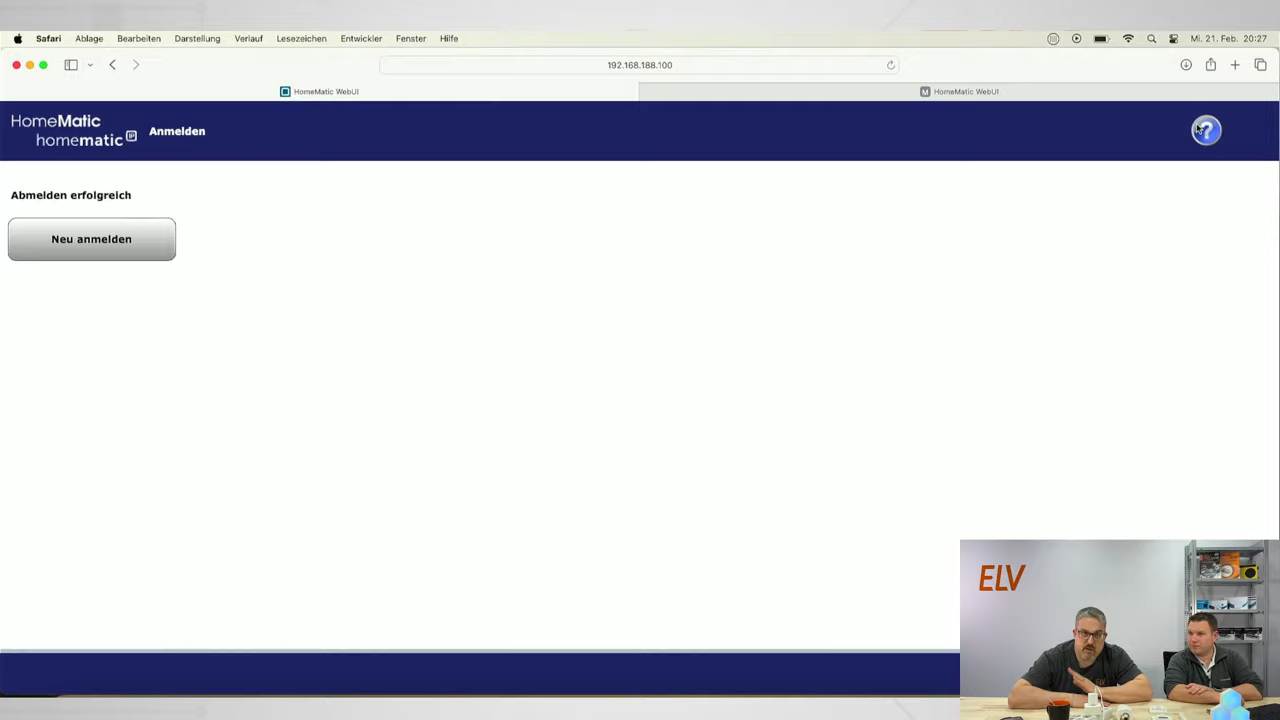 Safari Ablage Bearbeiten Darstellung Verlauf Lesezeichen Entwickler Fenster Hilfe Mi. 21. Feb. 20:27
192.168.188.100
HomeMatic WebUI M HomeMatic WebUI
HomeMatic
homematic IP
Anmelden ?
Abmelden erfolgreich
Neu anmelden
ELV